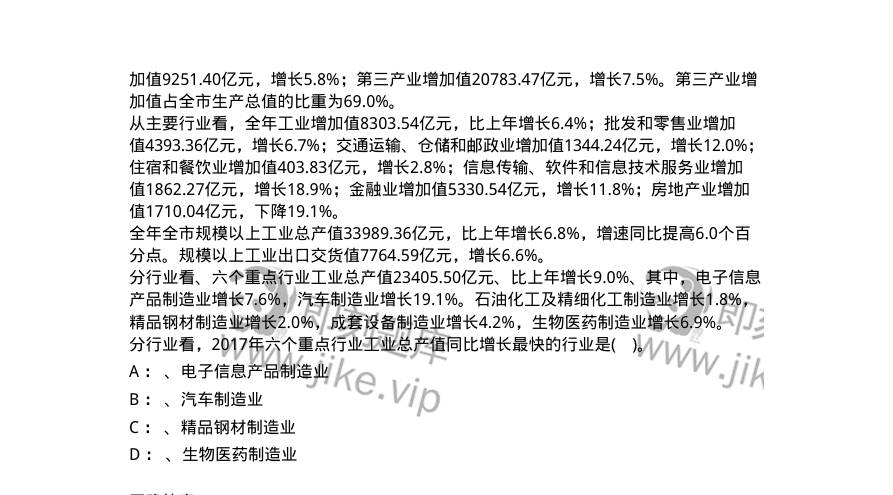 加值9251.40亿元，增长5.8%；第三产业增加值20783.47亿元，增长7.5%。第三产业增
加值占全市生产总值的比重为69.0%。
从主要行业看，全年工业增加值8303.54亿元，比上年增长6.4%；批发和零售业增加
值4393.36亿元，增长6.7%；交通运输、仓储和邮政业增加值1344.24亿元，增长12.0%；
住宿和餐饮业增加值403.83亿元，增长2.8%；信息传输、软件和信息技术服务业增加
值1862.27亿元，增长18.9%；金融业增加值5330.54亿元，增长11.8%；房地产业增加
值1710.04亿元，下降19.1%。
全年全市规模以上工业总产值33989.36亿元，比上年增长6.8%，增速同比提高6.0个百
分点。规模以上工业出口交货值7764.59亿元，增长6.6%。
分行业看、六个重点行业工业总产值23405.50亿元、比上年增长9.0%、其中，电子信息
产品制造业增长7.6%，汽车制造业增长19.1%。石油化工及精细化工制造业增长1.8%，
精品钢材制造业增长2.0%，成套设备制造业增长4.2%，生物医药制造业增长6.9%。
分行业看，2017年六个重点行业工业总产值同比增长最快的行业是( )。
A： 、电子信息产品制造业
B： 、汽车制造业
C： 、精品钢材制造业
D： 、生物医药制造业
即刻题库
www.jike.vip
即刻
www.jik